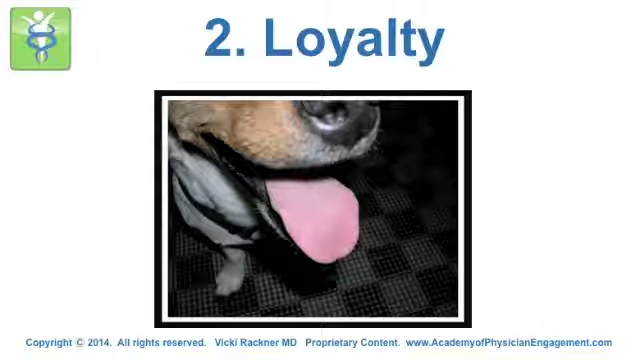 2. Loyalty
Copyright © 2014. All rights reserved. Vicki Rackner MD Proprietary Content. www.AcademyofPhysicianEngagement.com